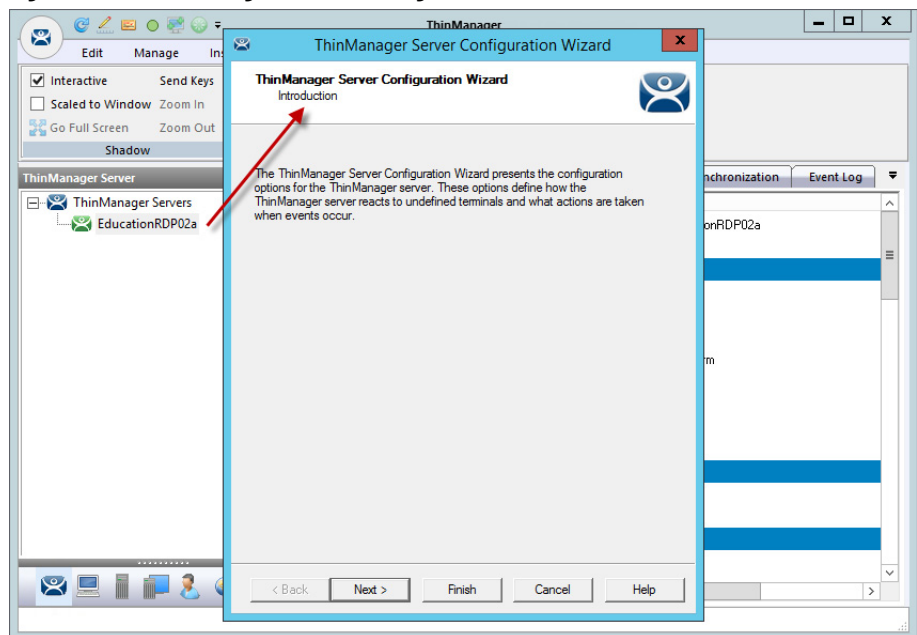 ThinManager
Edit Manage
Interactive Send Keys
Scaled to Window Zoom In
Go Full Screen Zoom Out
Shadow
ThinManager Server
ThinManager Servers
EducationRDP02a
ThinManager Server Configuration Wizard
ThinManager Server Configuration Wizard
Introduction
The ThinManager Server Configuration Wizard presents the configuration
options for the ThinManager server. These options define how the
ThinManager server reacts to undefined terminals and what actions are taken
when events occur.
< Back Next > Finish Cancel Help
nchronization Event Log
onRDP02a